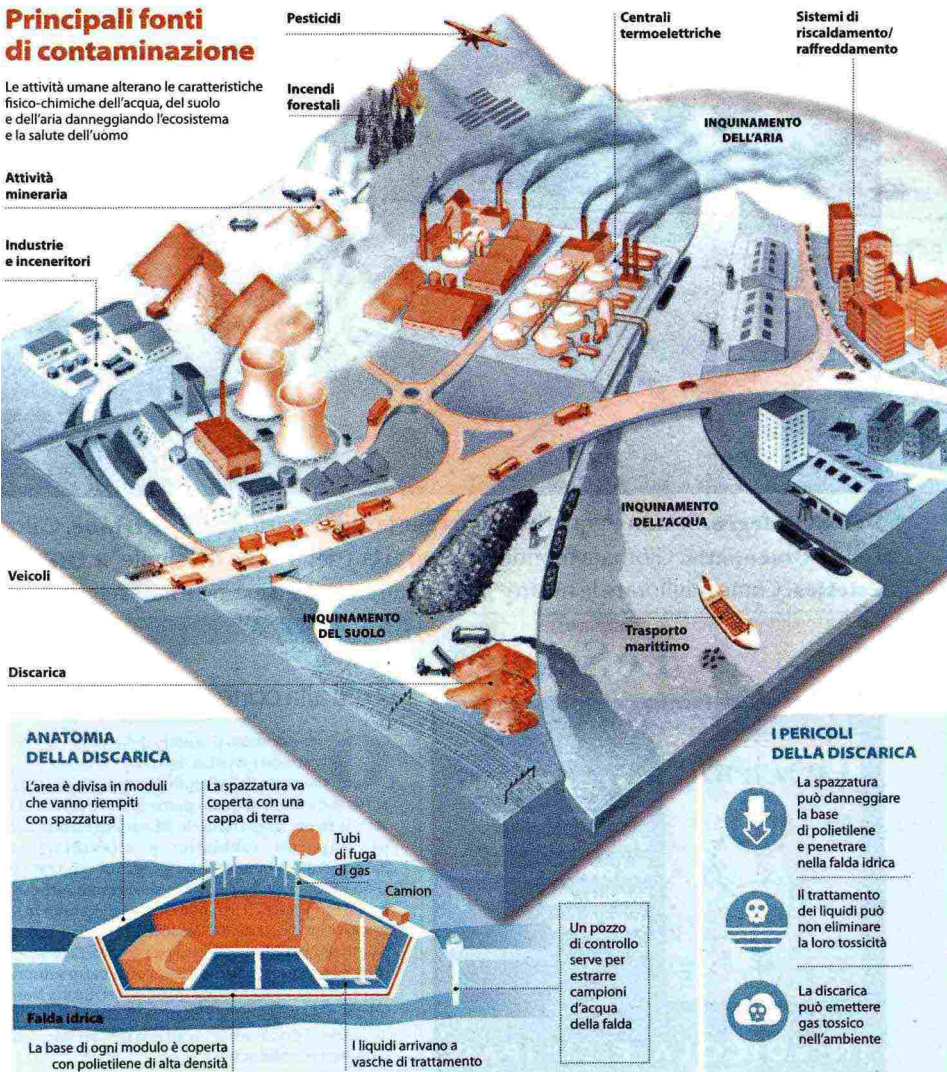 Principali fonti
di contaminazione
Le attività umane alterano le caratteristiche
fisico-chimiche dell'acqua, del suolo
e dell'aria danneggiando l'ecosistema
e la salute dell'uomo
Pesticidi
Incendi
forestali
Centrali
termoelettriche
Sistemi di
riscaldamento/
raffreddamento
INQUINAMENTO
DELL'ARIA
Attività
mineraria
Industrie
e inceneritori
INQUINAMENTO
DELL'ACQUA
Veicoli
INQUINAMENTO
DEL SUOLO
Trasporto
marittimo
Discarica
ANATOMIA
DELLA DISCARICA
L'area è divisa in moduli
che vanno riempiti
con spazzatura
La spazzatura va
coperta con una
cappa di terra
Tubi
di fuga
di gas
Camion
Un pozzo
di controllo
serve per
estrarre
campioni
d'acqua
della falda
Falda idrica
La base di ogni modulo è coperta
con polietilene di alta densità
I liquidi arrivano a
vasche di trattamento
I PERICOLI
DELLA DISCARICA
La spazzatura
può danneggiare
la base
di polietilene
e penetrare
nella falda idrica
Il trattamento
dei liquidi può
non eliminare
la loro tossicità
La discarica
può emettere
gas tossico
nell'ambiente